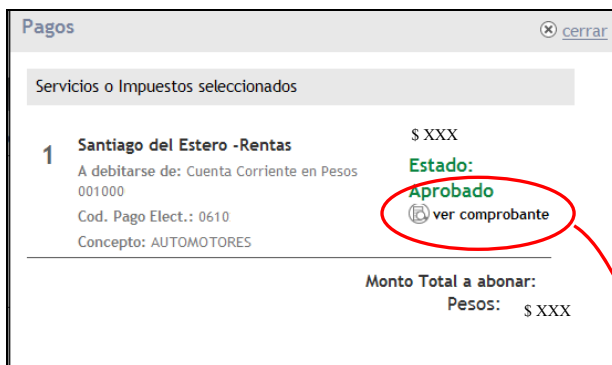 Pagos
cerrar
Servicios o Impuestos seleccionados
1
Santiago del Estero -Rentas
A debitarse de: Cuenta Corriente en Pesos
001000
Cod. Pago Elect.: 0610
Concepto: AUTOMOTORES
$ XXX
Estado:
Aprobado
ver comprobante
Monto Total a abonar:
Pesos: $ XXX